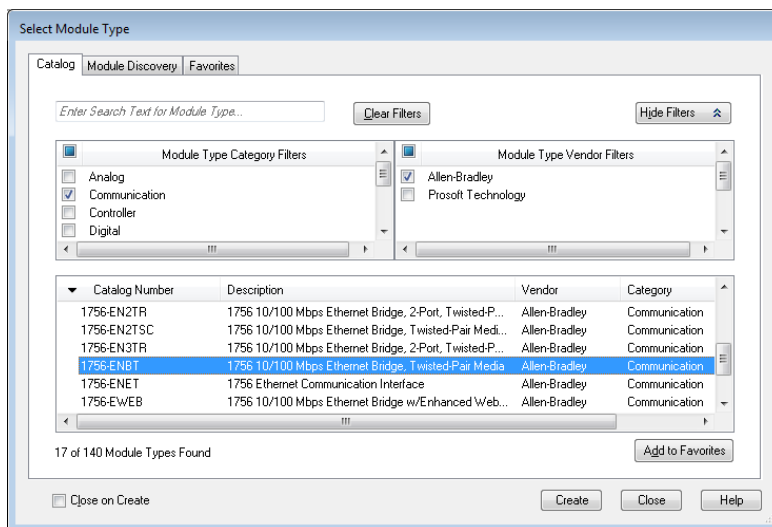 Select Module Type
Catalog Module Discovery Favorites
Enter Search Text for Module Type... Clear Filters Hide Filters
Module Type Category Filters Module Type Vendor Filters
Analog Allen-Bradley
Communication Prosoft Technology
Controller
Digital
Catalog Number Description Vendor Category
1756-EN2TR 1756 10/100 Mbps Ethernet Bridge, 2-Port, Twisted-P... Allen-Bradley Communication
1756-EN2TSC 1756 10/100 Mbps Ethernet Bridge, Twisted-Pair Medi... Allen-Bradley Communication
1756-EN3TR 1756 10/100 Mbps Ethernet Bridge, 2-Port, Twisted-P... Allen-Bradley Communication
1756-ENBT 1756 10/100 Mbps Ethernet Bridge, Twisted-Pair Media Allen-Bradley Communication
1756-ENET 1756 Ethernet Communication Interface Allen-Bradley Communication
1756-EWEB 1756 10/100 Mbps Ethernet Bridge w/Enhanced Web... Allen-Bradley Communication
17 of 140 Module Types Found Add to Favorites
Close on Create Create Close Help